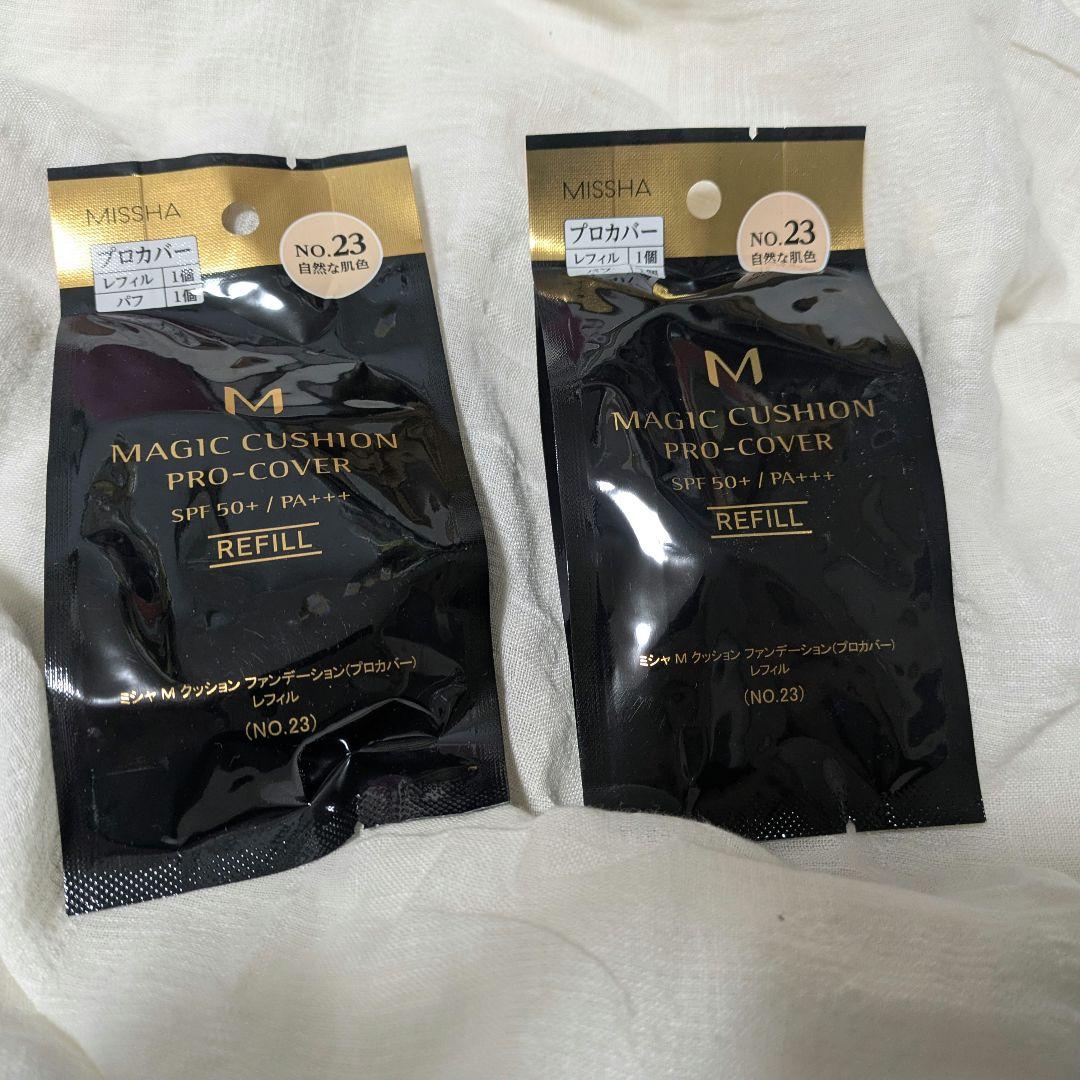 MISSHA
プロカバー
レフィル 1個
パフ 1個
NO.23
自然な肌色
M
MAGIC CUSHION
PRO-COVER
SPF 50+ / PA+++
REFILL
ミシャ M クッション ファンデーション(プロカバー)
レフィル
(NO.23)
MISSHA
プロカバー
レフィル 1個
NO.23
自然な肌色
M
MAGIC CUSHION
PRO-COVER
SPF 50+ / PA+++
REFILL
ミシャ M クッション ファンデーション(プロカバー)
レフィル
(NO.23)